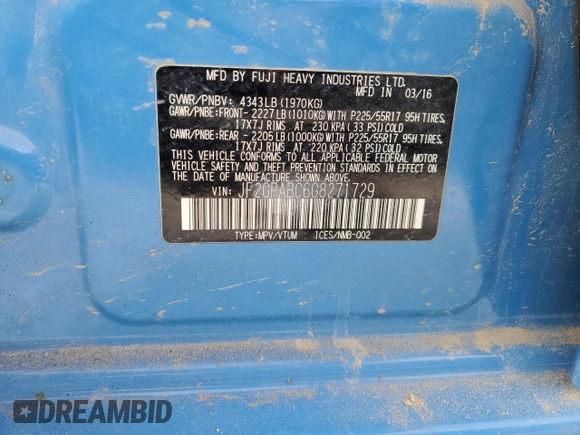 MFD BY FUJI HEAVY INDUSTRIES LTD.
MFD IN 03/16
GVWR/PNBV: 4343LB(1970KG)
GAWR/PNBE:FRONT- 2227LB(1010KG)WITH P225/55R17 95H TIRES,
17X7J RIMS AT 230 KPA(33 PSI)COLD
GAWR/PNBE:REAR - 2205LB(1000KG)WITH P225/55R17 95H TIRES,
17X7J RIMS AT 220 KPA(32 PSI)COLD
THIS VEHICLE CONFORMS TO ALL APPLICABLE FEDERAL MOTOR
VEHICLE SAFETY AND THEFT PREVENTION STANDARDS IN EFFECT ON
THE DATE OF MANUFACTURE SHOWN ABOVE.
VIN: JF2GPABC6G8271729
TYPE:MPV/VTUM ICES/NMB-002
DREAMBID